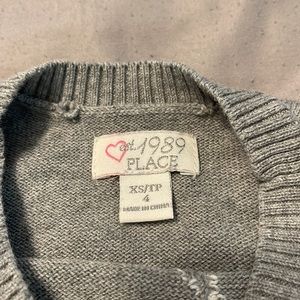 est. 1989
PLACE
XS/TP
4
MADE IN CHINA